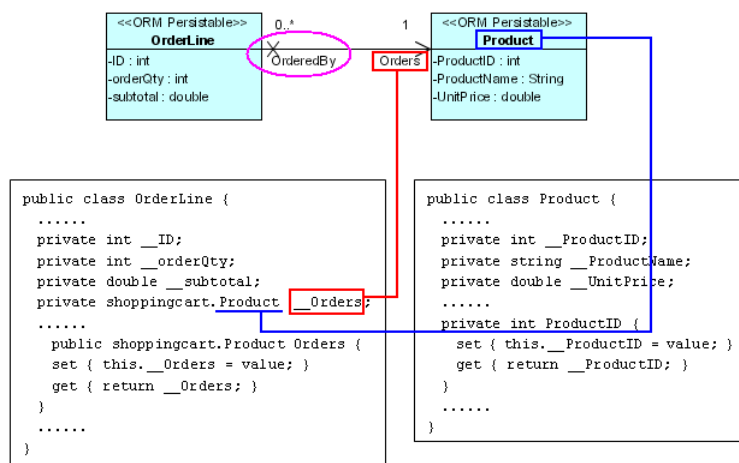 <<ORM Persistable>>
OrderLine
-ID : int
-orderQty : int
-subtotal : double
0..*
OrderedBy
1
Orders
<<ORM Persistable>>
Product
-ProductID : int
-ProductName : String
-UnitPrice : double
public class OrderLine {
......
private int __ID;
private int __orderQty;
private double __subtotal;
private shoppingcart.Product __Orders;
......
public shoppingcart.Product Orders {
set { this.__Orders = value; }
get { return __Orders; }
}
......
}
public class Product {
......
private int __ProductID;
private string __ProductName;
private double __UnitPrice;
......
private int ProductID {
set { this.__ProductID = value; }
get { return __ProductID; }
}
......
}